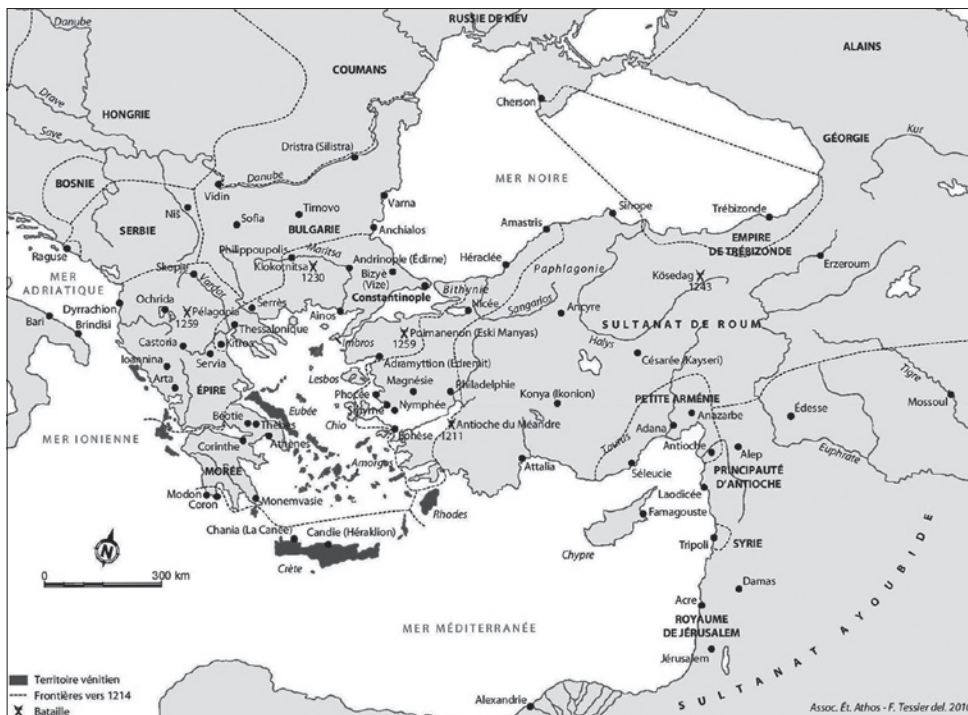 RUSSIE DE KIEV
Danube
COUMANS
ALAINS
Drave
HONGRIE
Save
Cherson
GÉORGIE
Kur
Dristra (Silistra)
BOSNIE
Danube
MER NOIRE
Vidin
Varna
Niš
Tirnovo
Sinope
Trébizonde
SERBIE
Sofia
BULGARIE
Anchialos
Amastris
EMPIRE
DE TRÉBIZONDE
Raguse
Philippoupolis
Maritsa
Klokotnitsa
1230
Andrinople (Édirne)
Bizyè
(Vize)
Héraclée
Paphlagonie
Erzeroum
MER
ADRIATIQUE
Skopje
Vardar
Constantinople
Bithynie
Kösedag
1243
Ochrida
Pélagonia
1259
Serrès
Ainos
Nicée
Sangarios
Ancyre
Dyrrachion
Bari
Brindisi
Thessalonique
Imbros
Poimanenon (Eski Manyas)
1259
SULTANAT DE ROUM
Halys
Castoria
Kitros
Servia
Adramyttion (Edremit)
Césarée (Kayseri)
Tigre
Ioannina
Lesbos
Magnésie
Philadelphie
Arta
ÉPIRE
Phocée
Konya (Ikonion)
PETITE ARMÉNIE
Mossoul
Eubée
Smyrne
Nymphée
Anazarbe
Édesse
MER IONIENNE
Béotie
Thèbes
Chio
Éphèse
1211
Antioche du Méandre
Adana
Taurus
Corinthe
Athènes
Antioche
Alep
Euphrate
MORÉE
Amorgos
Attalia
Séleucie
PRINCIPAUTÉ
D'ANTIOCHE
Modon
Coron
Monemvasie
Rhodes
Laodicée
Famagouste
Chania (La Canée)
Candie (Héraklion)
Chypre
Tripoli
SYRIE
Crète
N
0
300 km
Damas
Acre
MER MÉDITERRANÉE
ROYAUME
DE JÉRUSALEM
Jérusalem
SULTANAT AYOUBIDE
Alexandrie
Territoire vénitien
Frontières vers 1214
Bataille
Assoc. Ét. Athos - F. Tessier del. 2010